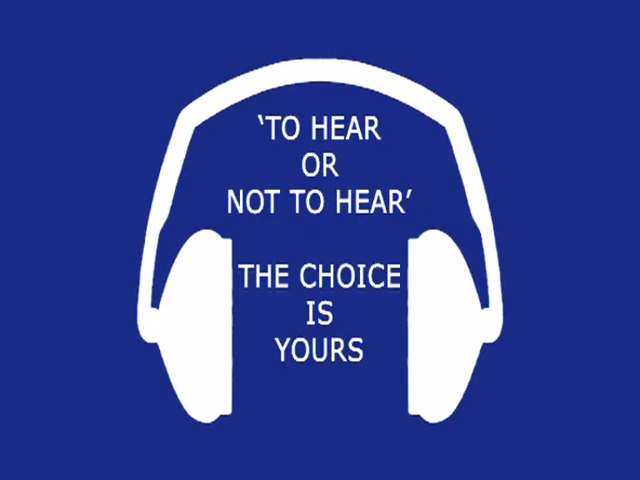 ‘TO HEAR
OR
NOT TO HEAR’
THE CHOICE
IS
YOURS